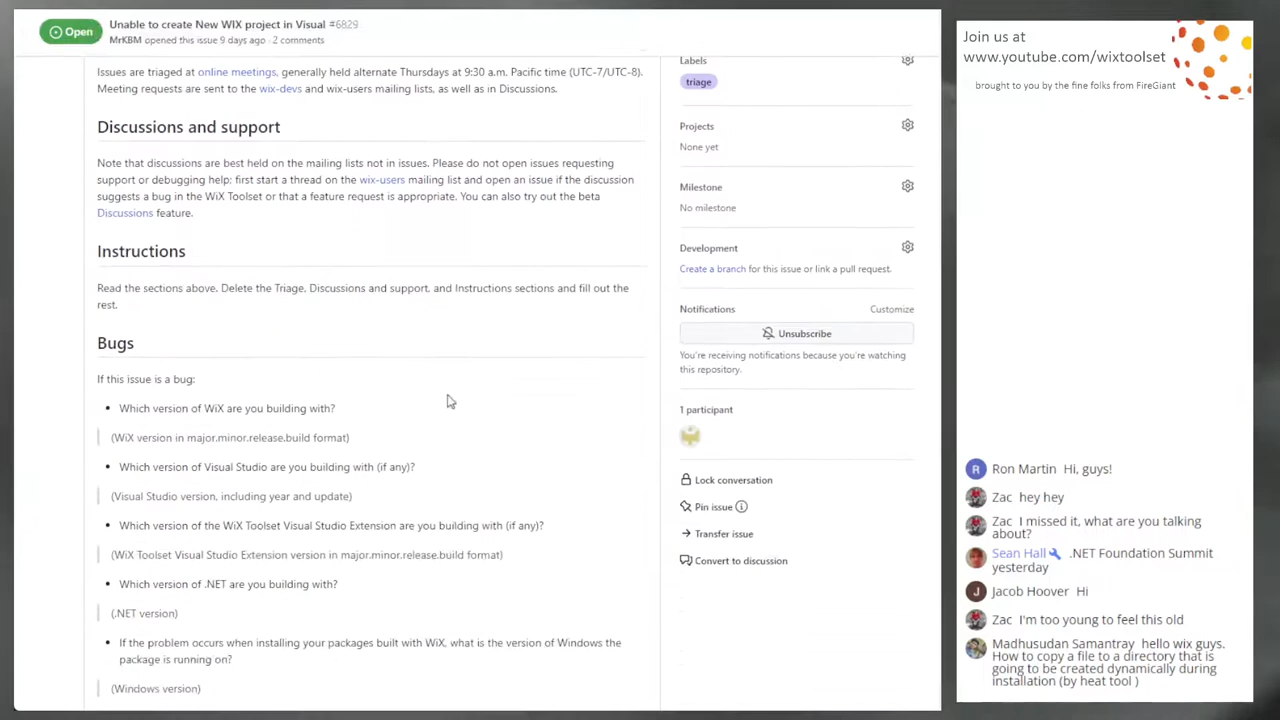 Open
Unable to create New WIX project in Visual #6829
MrKBM opened this issue 9 days ago · 2 comments
Issues are triaged at online meetings, generally held alternate Thursdays at 9:30 a.m. Pacific time (UTC-7/UTC-8).
Meeting requests are sent to the wix-devs and wix-users mailing lists, as well as in Discussions.
Discussions and support
Note that discussions are best held on the mailing lists not in issues. Please do not open issues requesting
support or debugging help; first start a thread on the wix-users mailing list and open an issue if the discussion
suggests a bug in the WiX Toolset or that a feature request is appropriate. You can also try out the beta
Discussions feature.
Instructions
Read the sections above. Delete the Triage, Discussions and support, and Instructions sections and fill out the
rest.
Bugs
If this issue is a bug:
• Which version of WiX are you building with?
(WiX version in major.minor.release.build format)
• Which version of Visual Studio are you building with (if any)?
(Visual Studio version, including year and update)
• Which version of the WiX Toolset Visual Studio Extension are you building with (if any)?
(WiX Toolset Visual Studio Extension version in major.minor.release.build format)
• Which version of .NET are you building with?
(.NET version)
• If the problem occurs when installing your packages built with WiX, what is the version of Windows the
package is running on?
(Windows version)
Labels
triage
Projects
None yet
Milestone
No milestone
Development
Create a branch for this issue or link a pull request.
Notifications
Customize
Unsubscribe
You're receiving notifications because you're watching
this repository.
1 participant
Lock conversation
Pin issue
Transfer issue
Convert to discussion
Join us at
www.youtube.com/wixtoolset
brought to you by the fine folks from FireGiant
R Ron Martin Hi, guys!
Zac hey hey
Zac I missed it, what are you talking
about?
Sean Hall .NET Foundation Summit
yesterday
J Jacob Hoover Hi
Zac I'm too young to feel this old
Madhusudan Samantray hello wix guys.
How to copy a file to a directory that is
going to be created dynamically during
installation (by heat tool )